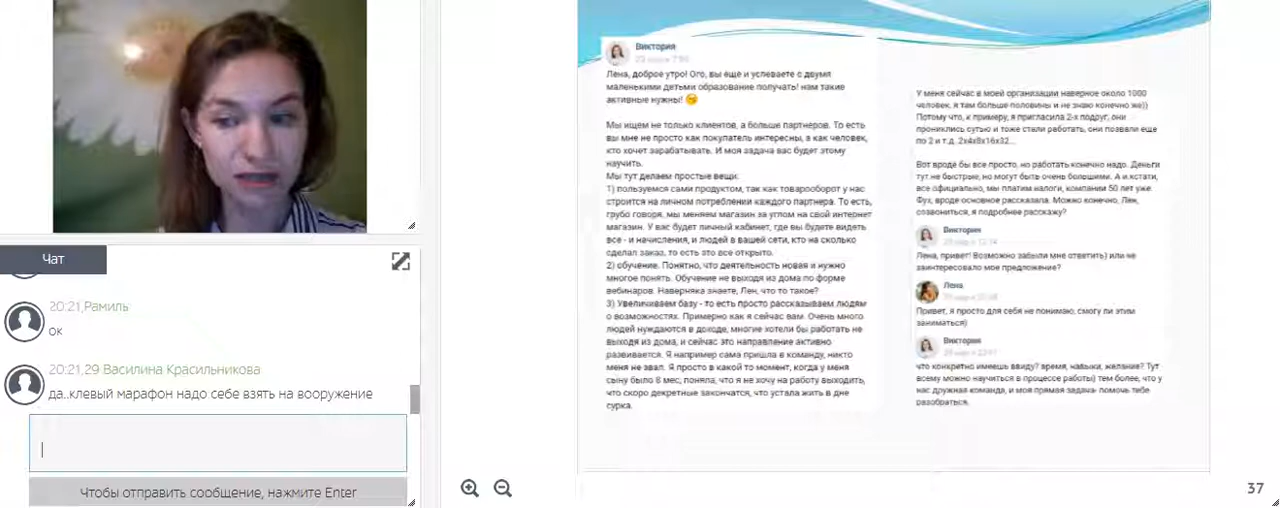 Виктория
Лена, доброе утро! Ого, вы еще и успеваете с двумя
маленькими детьми образование получать! нам такие
активные нужны!
Мы ищем не только клиентов, а больше партнеров. То есть
вы мне не просто как покупатель интересны, а как человек,
кто хочет зарабатывать. И моя задача вас будет этому
научить.
Мы тут делаем простые вещи:
1) пользуемся сами продуктом, так как товарооборот у нас
строится на личном потреблении каждого партнера. То есть,
грубо говоря, мы меняем магазин за углом на свой интернет
магазин. У вас будет личный кабинет, где вы будите видеть
все - и начисления, и людей в вашей сети, кто на сколько
сделал заказ, то есть это все открыто.
2) обучение. Понятно, что деятельность новая и нужно
многое понять. Обучение не выходя из дома по форме
вебинаров. Наверняка знаете, Лен, что то такое?
3) Увеличиваем базу - то есть просто рассказываем людям
о возможностях. Примерно как я сейчас вам. Очень много
людей нуждаются в доходе, многие хотели бы работать не
выходя из дома, и сейчас это направление активно
развивается. Я например сама пришла в команду, никто
меня не звал. Я просто в какой то момент, когда у меня
сыну было 8 мес, поняла, что я не хочу на работу выходить,
что скоро декретные закончатся, что устала жить в дне
сурка.
У меня сейчас в моей организации наверное около 1000
человек, я там больше половины и не знаю конечно же))
Потому что, к примеру, я пригласила 2-х подруг, они
прониклись сутью и тоже стали работать, они позвали еще
по 2 и т.д. 2х4х8х16х32...
Вот вроде бы все просто, но работать конечно надо. Деньги
тут не быстрые, но могут быть очень большими. А и кстати,
все официально, мы платим налоги, компании 50 лет уже.
Фух, вроде основное рассказала. Можно конечно, Лен,
созвониться, я подробнее расскажу?
Виктория
Лена, привет! Возможно забыли мне ответить) или не
заинтересовало мое предложение?
Лена
Привет, я просто для себя не понимаю, смогу ли этим
заниматься)
Виктория
что конкретно имеешь ввиду? время, навыки, желание? Тут
всему можно научиться в процессе работы) тем более, что у
нас дружная команда, и моя прямая задача- помочь тебе
разобраться.
Чат
20:21,Рамиль
ок
20:21,29 Василина Красильникова
да..клевый марафон надо себе взять на вооружение
Чтобы отправить сообщение, нажмите Enter
37